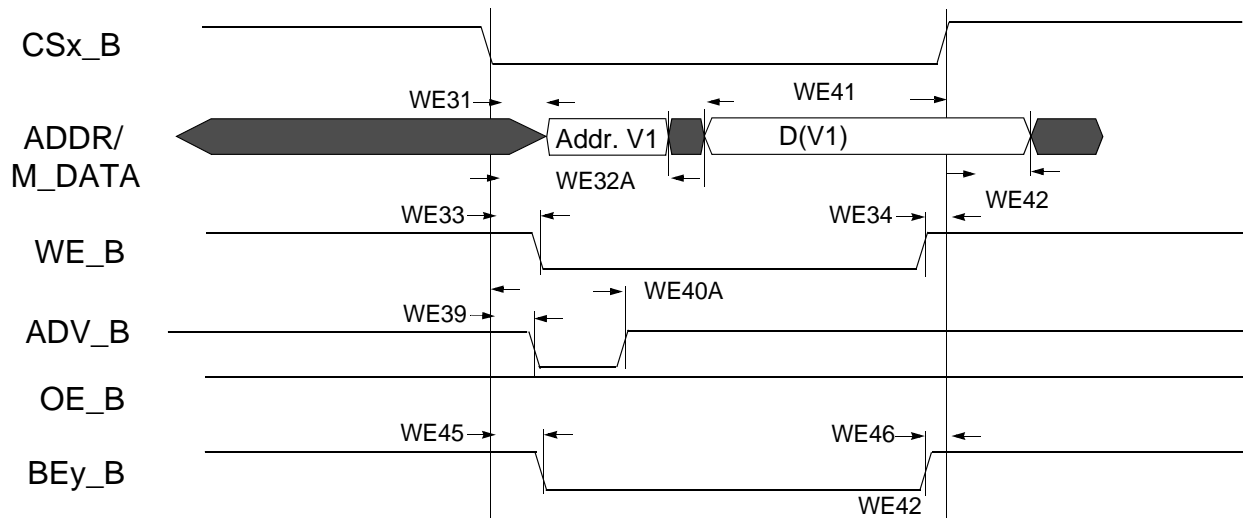 CSx_B
WE31
WE41
ADDR/
M_DATA
Addr. V1
D(V1)
WE32A
WE42
WE33
WE34
WE_B
WE40A
WE39
ADV_B
OE_B
WE45
WE46
BEy_B
WE42